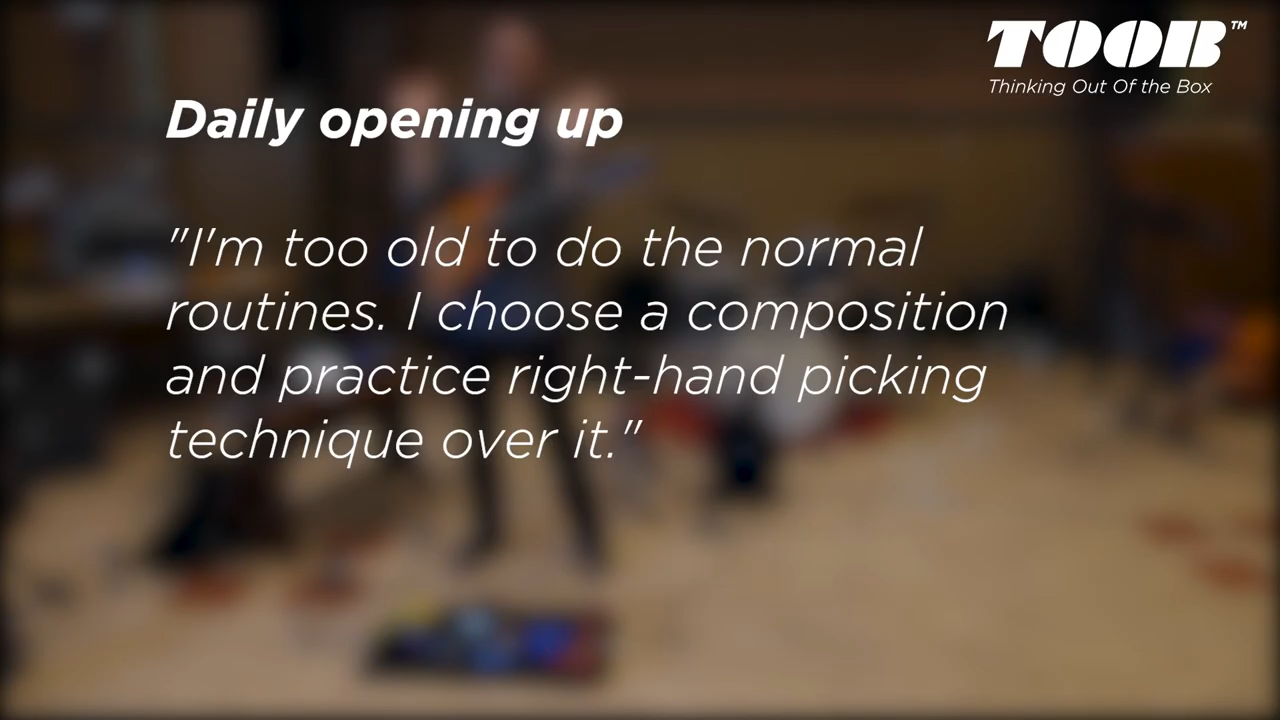 TOOB™
Thinking Out Of the Box
Daily opening up
"I'm too old to do the normal
routines. I choose a composition
and practice right-hand picking
technique over it."